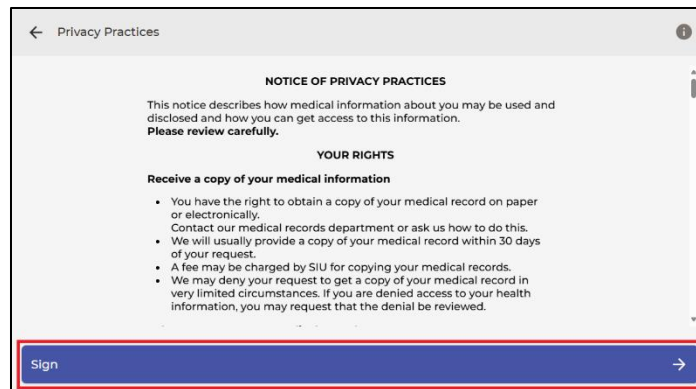 Privacy Practices
NOTICE OF PRIVACY PRACTICES
This notice describes how medical information about you may be used and
disclosed and how you can get access to this information.
Please review carefully.
YOUR RIGHTS
Receive a copy of your medical information
• You have the right to obtain a copy of your medical record on paper
or electronically.
Contact our medical records department or ask us how to do this.
• We will usually provide a copy of your medical record within 30 days
of your request.
• A fee may be charged by SIU for copying your medical records.
• We may deny your request to get a copy of your medical record in
very limited circumstances. If you are denied access to your health
information, you may request that the denial be reviewed.
Sign